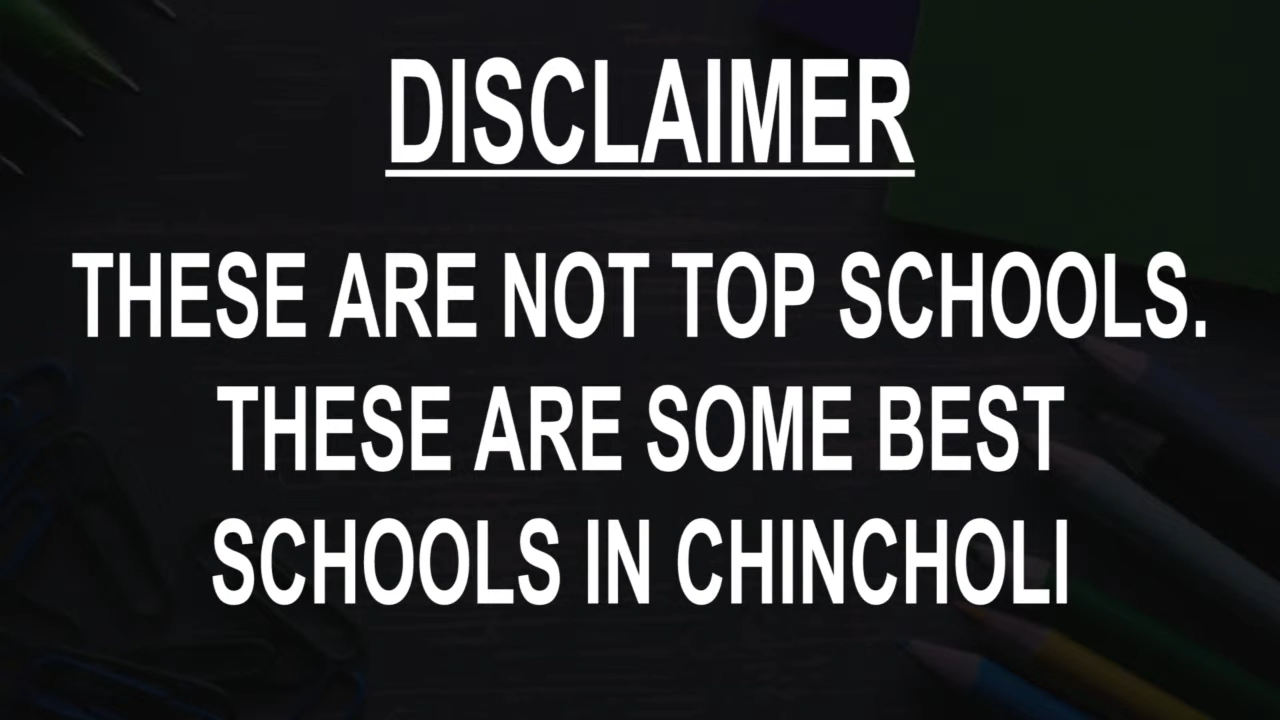 DISCLAIMER
THESE ARE NOT TOP SCHOOLS.
THESE ARE SOME BEST
SCHOOLS IN CHINCHOLI